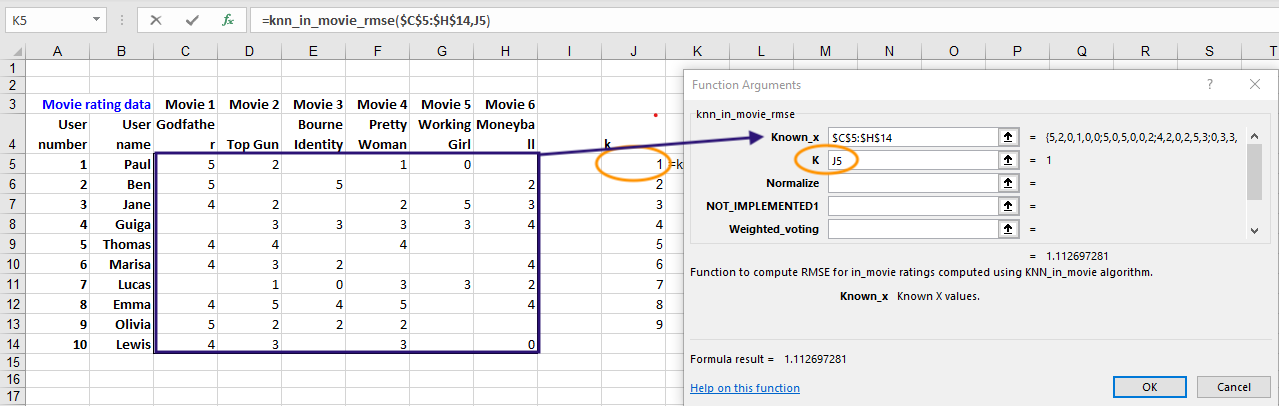 K5 =knn_in_movie_rmse($C$5:$H$14,J5)
A B C D E F G H I J K L M N O P Q R S T
1
2
3 Movie rating data Movie 1 Movie 2 Movie 3 Movie 4 Movie 5 Movie 6
User User Godfathe Bourne Pretty Working Moneyba
4 number name r Top Gun Identity Woman Girl ll k
5 1 Paul 5 2 1 0 1 =k
6 2 Ben 5 5 2 2
7 3 Jane 4 2 2 5 3 3
8 4 Guiga 3 3 3 3 4 4
9 5 Thomas 4 4 4 5
10 6 Marisa 4 3 2 4 6
11 7 Lucas 1 0 3 3 2 7
12 8 Emma 4 5 4 5 4 8
13 9 Olivia 5 2 2 2 9
14 10 Lewis 4 3 3 0
15
16
17
Function Arguments ?
knn_in_movie_rmse
Known_x $C$5:$H$14 = {5,2,0,1,0,0;5,0,5,0,0,2;4,2,0,2,5,3;0,3,3,
K J5 = 1
Normalize =
NOT_IMPLEMENTED1 =
Weighted_voting =
= 1.112697281
Function to compute RMSE for in_movie ratings computed using KNN_in_movie algorithm.
Known_x Known X values.
Formula result = 1.112697281
Help on this function OK Cancel